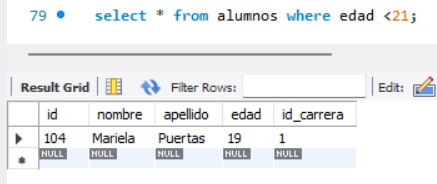 79 select * from alumnos where edad <21;
Result Grid Filter Rows: Edit:
id nombre apellido edad id_carrera
104 Mariela Puertas 19 1
NULL NULL NULL NULL NULL